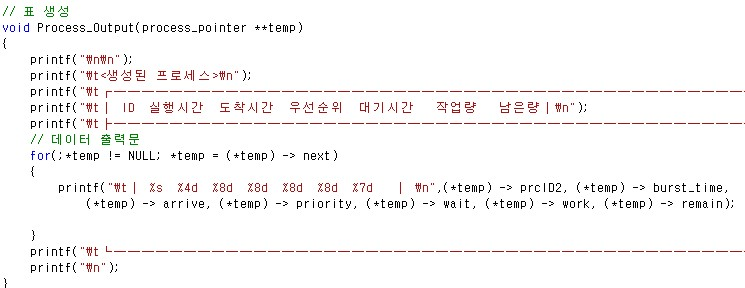 // 표 생성
void Process_Output(process_pointer **temp)
{
    printf("₩n₩n");
    printf("₩t<생성된 프로세스>₩n");
    printf("₩t┌──────────────────────────────────────────────
    printf("₩t│ ID  실행시간  도착시간  우선순위  대기시간   작업량   남은량│₩n");
    printf("₩t├──────────────────────────────────────────────
    // 데이터 출력문
    for(;*temp != NULL; *temp = (*temp) -> next)
    {
        printf("₩t│ %s  %4d  %8d  %8d  %8d  %8d  %7d   │ ₩n",(*temp) -> prcID2, (*temp) -> burst_time,
            (*temp) -> arrive, (*temp) -> priority, (*temp) -> wait, (*temp) -> work, (*temp) -> remain);
    }
    printf("₩t└──────────────────────────────────────────────
    printf("₩n");
}